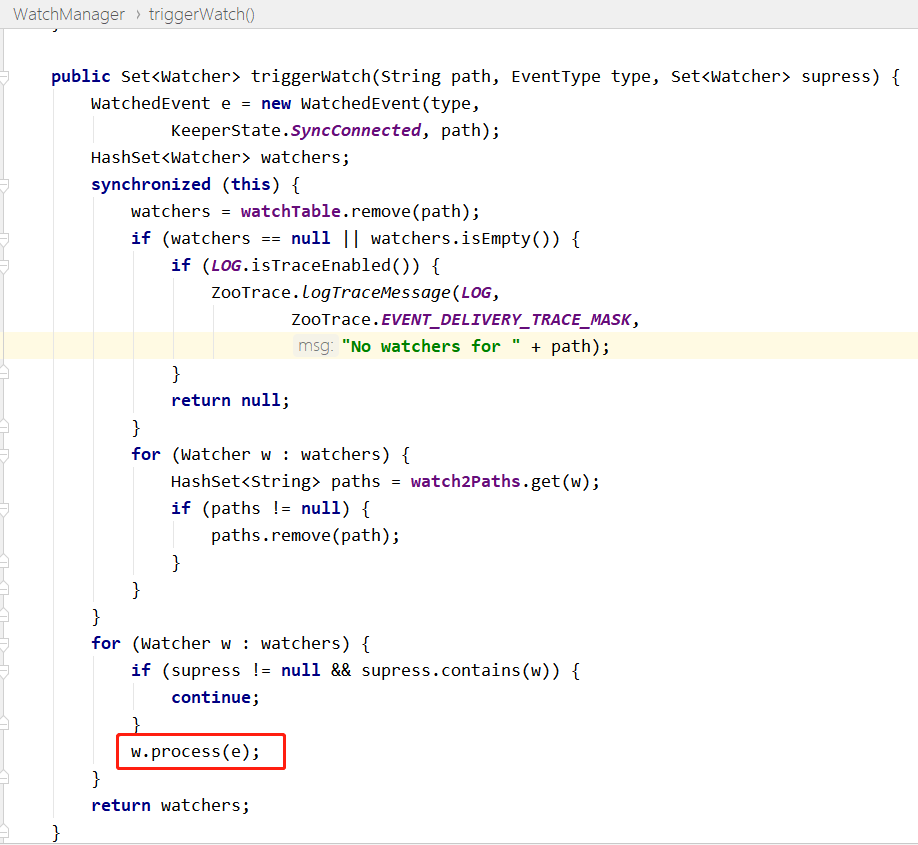 WatchManager › triggerWatch()
public Set<Watcher> triggerWatch(String path, EventType type, Set<Watcher> supress) {
WatchedEvent e = new WatchedEvent(type,
KeeperState.SyncConnected, path);
HashSet<Watcher> watchers;
synchronized (this) {
watchers = watchTable.remove(path);
if (watchers == null || watchers.isEmpty()) {
if (LOG.isTraceEnabled()) {
ZooTrace.logTraceMessage(LOG,
ZooTrace.EVENT_DELIVERY_TRACE_MASK,
msg: "No watchers for " + path);
}
return null;
}
for (Watcher w : watchers) {
HashSet<String> paths = watch2Paths.get(w);
if (paths != null) {
paths.remove(path);
}
}
}
for (Watcher w : watchers) {
if (supress != null && supress.contains(w)) {
continue;
}
w.process(e);
}
return watchers;
}